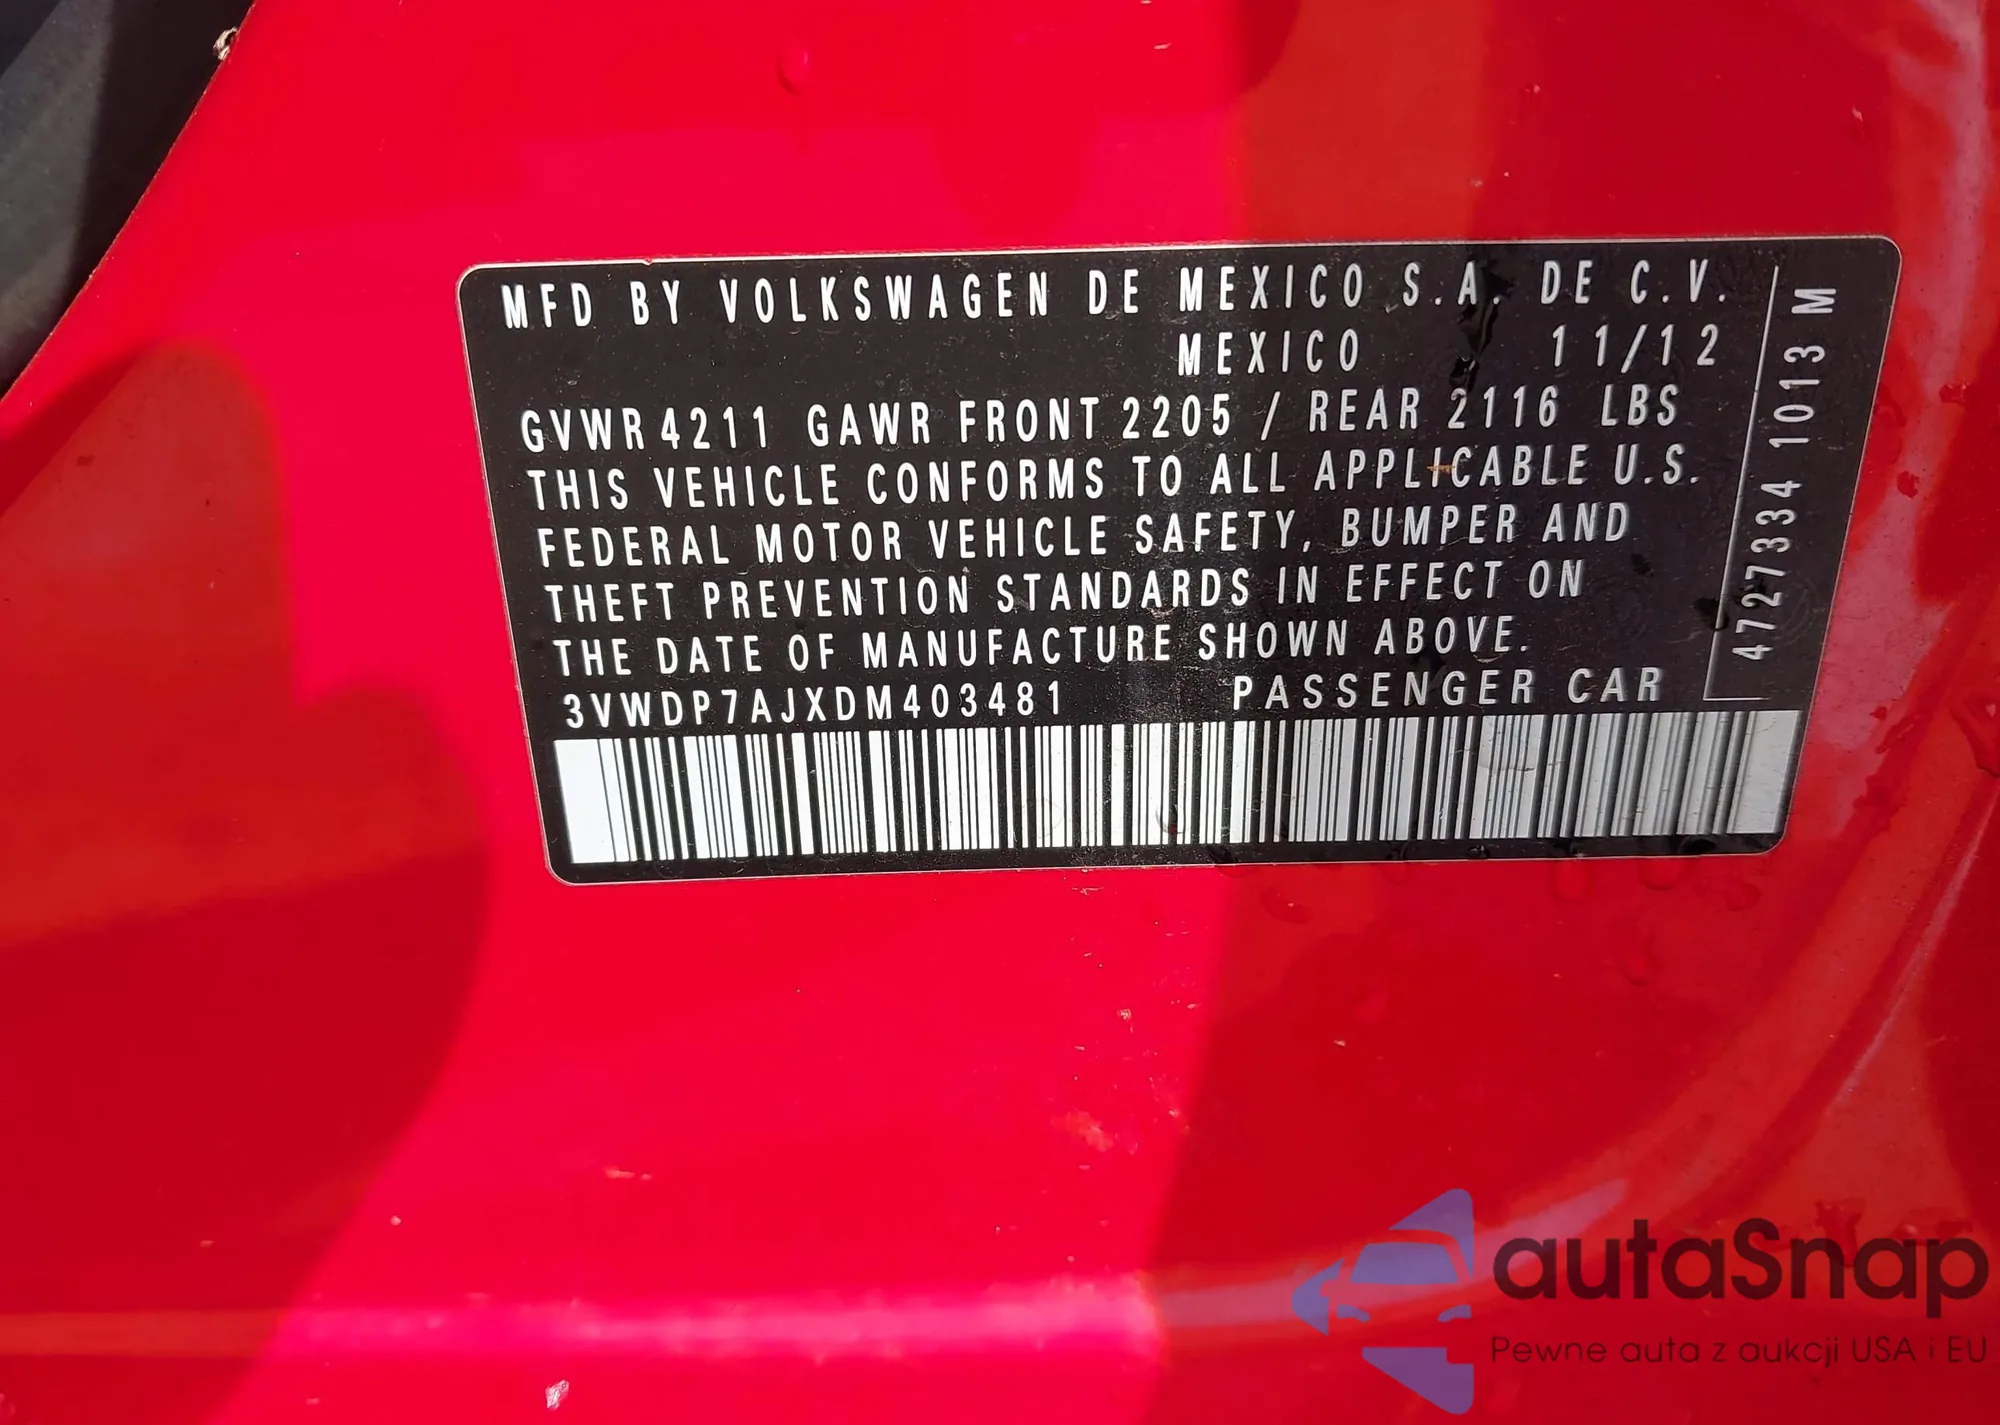 MFD BY VOLKSWAGEN DE MEXICO S.A. DE C.V.
MEXICO 11/12
GVWR 4211 GAWR FRONT 2205 / REAR 2116 LBS
THIS VEHICLE CONFORMS TO ALL APPLICABLE U.S.
FEDERAL MOTOR VEHICLE SAFETY, BUMPER AND
THEFT PREVENTION STANDARDS IN EFFECT ON
THE DATE OF MANUFACTURE SHOWN ABOVE.
3VWDP7AJXDM403481 PASSENGER CAR
4727334 1013 M
autaSnap
Pewne auta z aukcji USA i EU